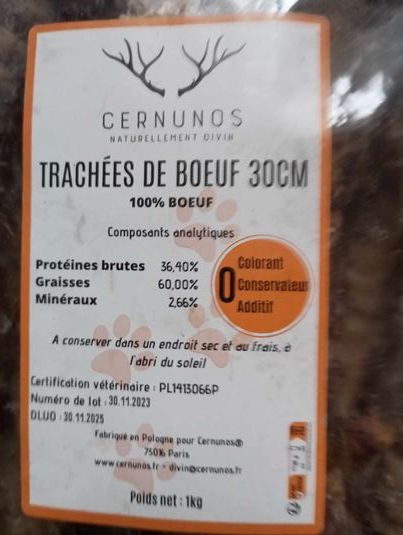 CERNUNOS
NATURELLEMENT DIVIN
TRACHÉES DE BOEUF 30CM
100% BOEUF
Composants analytiques
Protéines brutes 36,40%
Graisses 60,00%
Minéraux 2,66%
0 Colorant
Conservateur
Additif
A conserver dans un endroit sec et au frais, à
l'abri du soleil
Certification vétérinaire : PL1413066P
Numéro de lot : 30.11.2023
DLUO : 30.11.2025
Fabriqué en Pologne pour Cernunos®
75016 Paris
www.cernunos.fr - divin@cernunos.fr
Poids net : 1kg